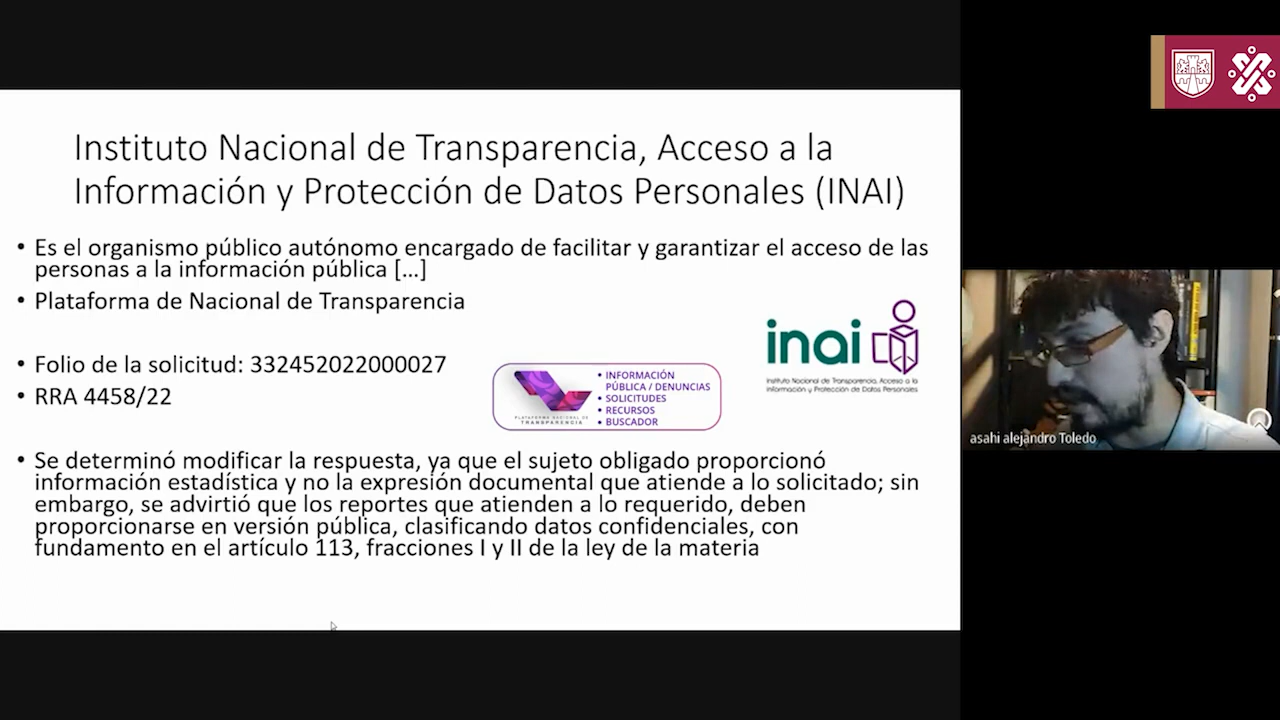 Instituto Nacional de Transparencia, Acceso a la
Información y Protección de Datos Personales (INAI)
• Es el organismo público autónomo encargado de facilitar y garantizar el acceso de las
personas a la información pública [...]
• Plataforma de Nacional de Transparencia
• Folio de la solicitud: 332452022000027
• RRA 4458/22
PLATAFORMA NACIONAL DE
TRANSPARENCIA
• INFORMACIÓN
PÚBLICA / DENUNCIAS
• SOLICITUDES
• RECURSOS
• BUSCADOR
inai
Instituto Nacional de Transparencia, Acceso a la
Información y Protección de Datos Personales
• Se determinó modificar la respuesta, ya que el sujeto obligado proporcionó
información estadística y no la expresión documental que atiende a lo solicitado; sin
embargo, se advirtió que los reportes que atienden a lo requerido, deben
proporcionarse en versión pública, clasificando datos confidenciales, con
fundamento en el artículo 113, fracciones I y II de la ley de la materia
asahi alejandro Toledo